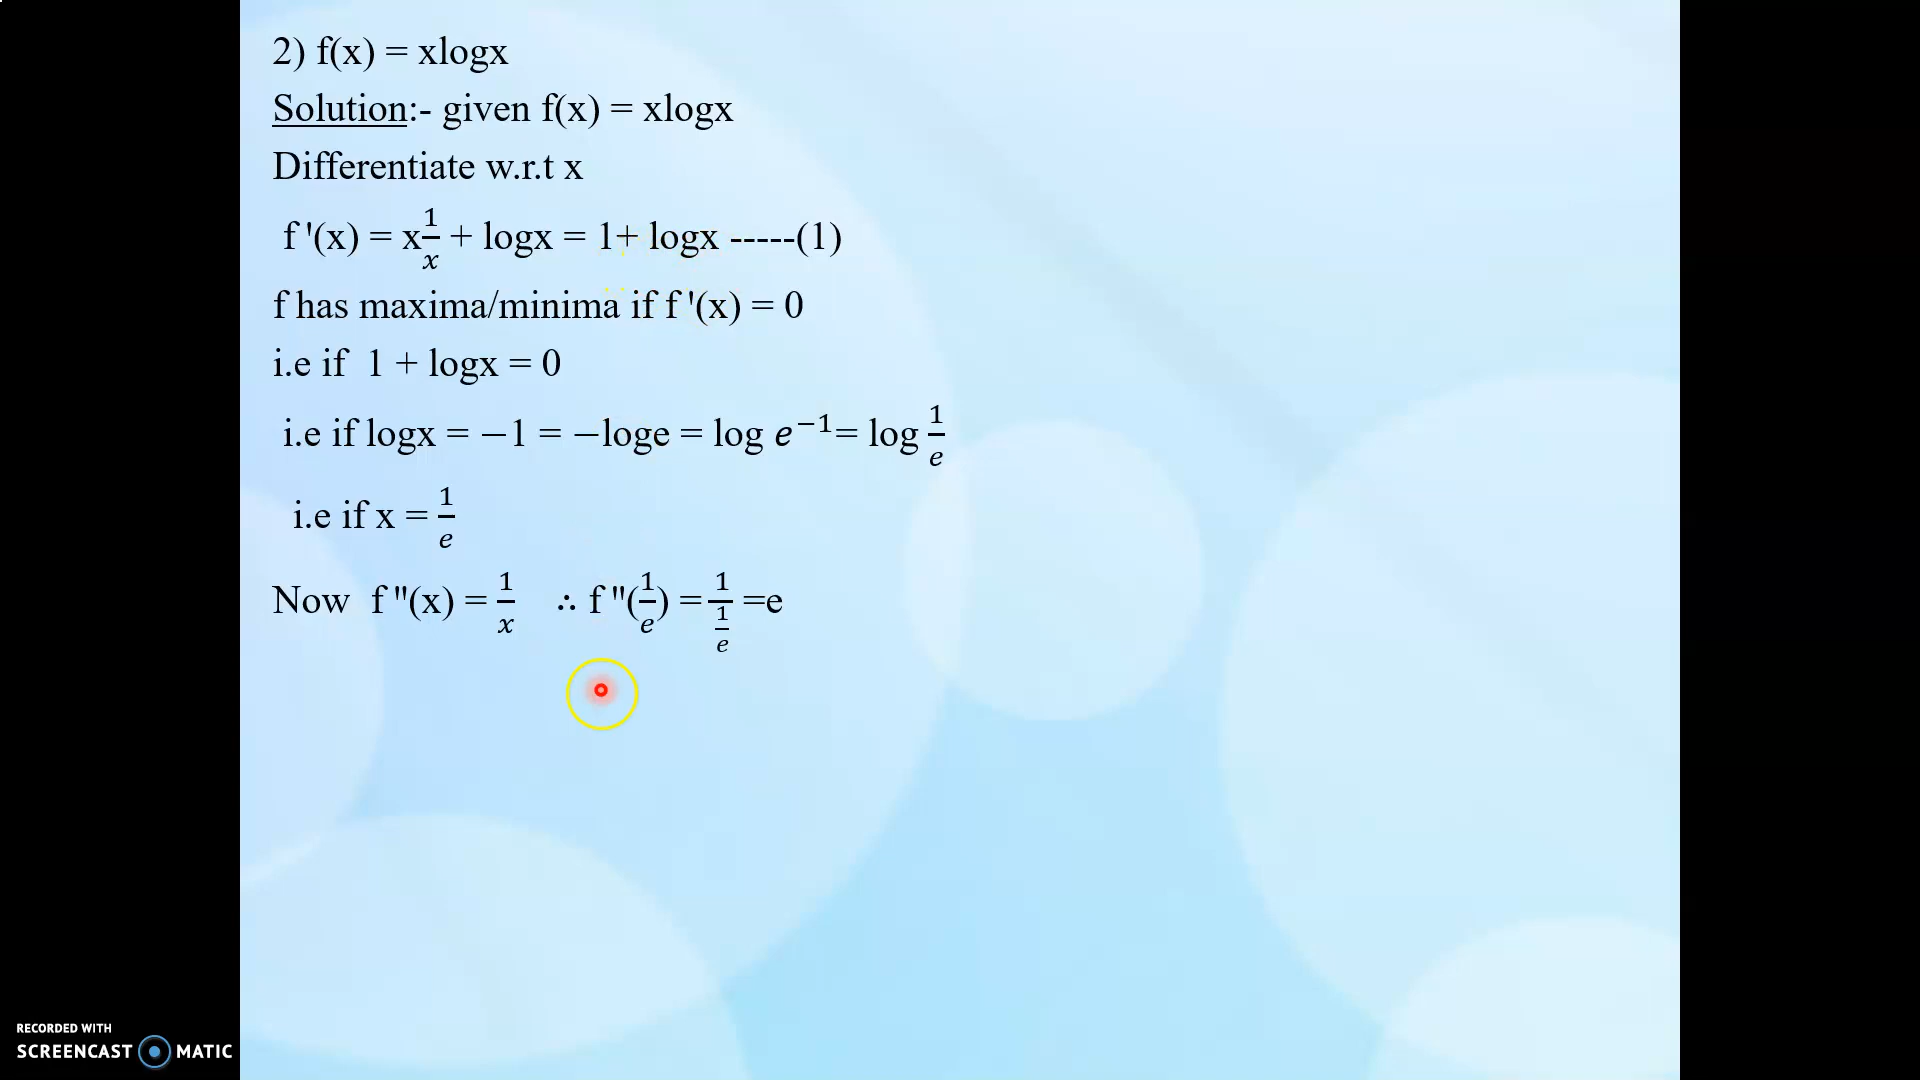 2) f(x) = xlogx
Solution:- given f(x) = xlogx
Differentiate w.r.t x
f '(x) = x 1/x + logx = 1+ logx -----(1)
f has maxima/minima if f '(x) = 0
i.e if 1 + logx = 0
i.e if logx = −1 = −loge = log e⁻¹= log 1/e
i.e if x = 1/e
Now f "(x) = 1/x ∴ f "(1/e) = 1/(1/e) =e
RECORDED WITH
SCREENCAST MATIC